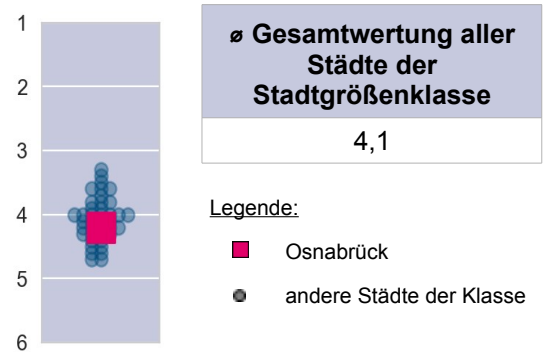 1
2
3
4
5
6
ø Gesamtwertung aller
Städte der
Stadtgrößenklasse
4,1
Legende:
Osnabrück
andere Städte der Klasse